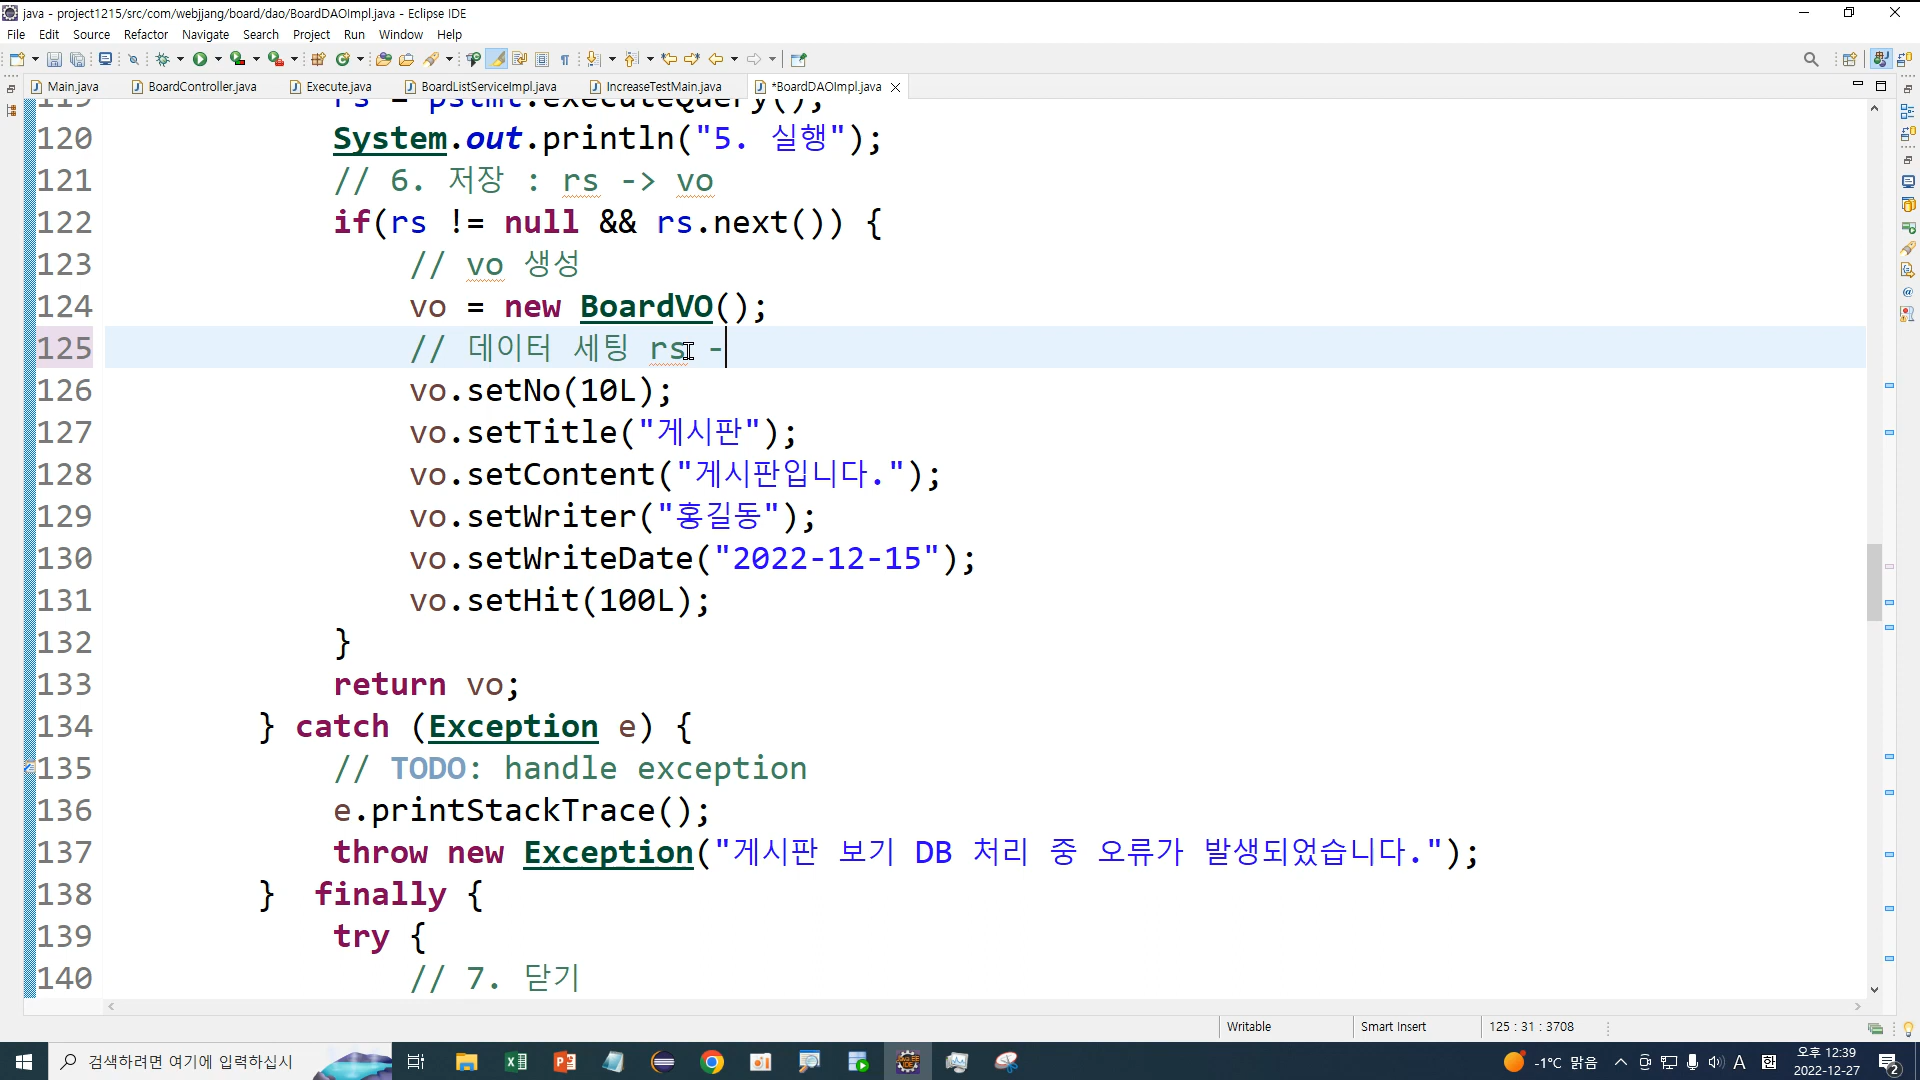 java - project1215/src/com/webjjang/board/dao/BoardDAOImpl.java - Eclipse IDE
File Edit Source Refactor Navigate Search Project Run Window Help
Main.java BoardController.java Execute.java BoardListServiceImpl.java IncreaseTestMain.java *BoardDAOImpl.java
119 rs = pstmt.executeQuery();
120 System.out.println("5. 실행");
121 // 6. 저장 : rs -> vo
122 if(rs != null && rs.next()) {
123 // vo 생성
124 vo = new BoardVO();
125 // 데이터 세팅 rs -
126 vo.setNo(10L);
127 vo.setTitle("게시판");
128 vo.setContent("게시판입니다.");
129 vo.setWriter("홍길동");
130 vo.setWriteDate("2022-12-15");
131 vo.setHit(100L);
132 }
133 return vo;
134 } catch (Exception e) {
135 // TODO: handle exception
136 e.printStackTrace();
137 throw new Exception("게시판 보기 DB 처리 중 오류가 발생되었습니다.");
138 } finally {
139 try {
140 // 7. 닫기
Writable Smart Insert 125 : 31 : 3708
검색하려면 여기에 입력하십시 -1°C 맑음 A 오후 12:39
2022-12-27 2